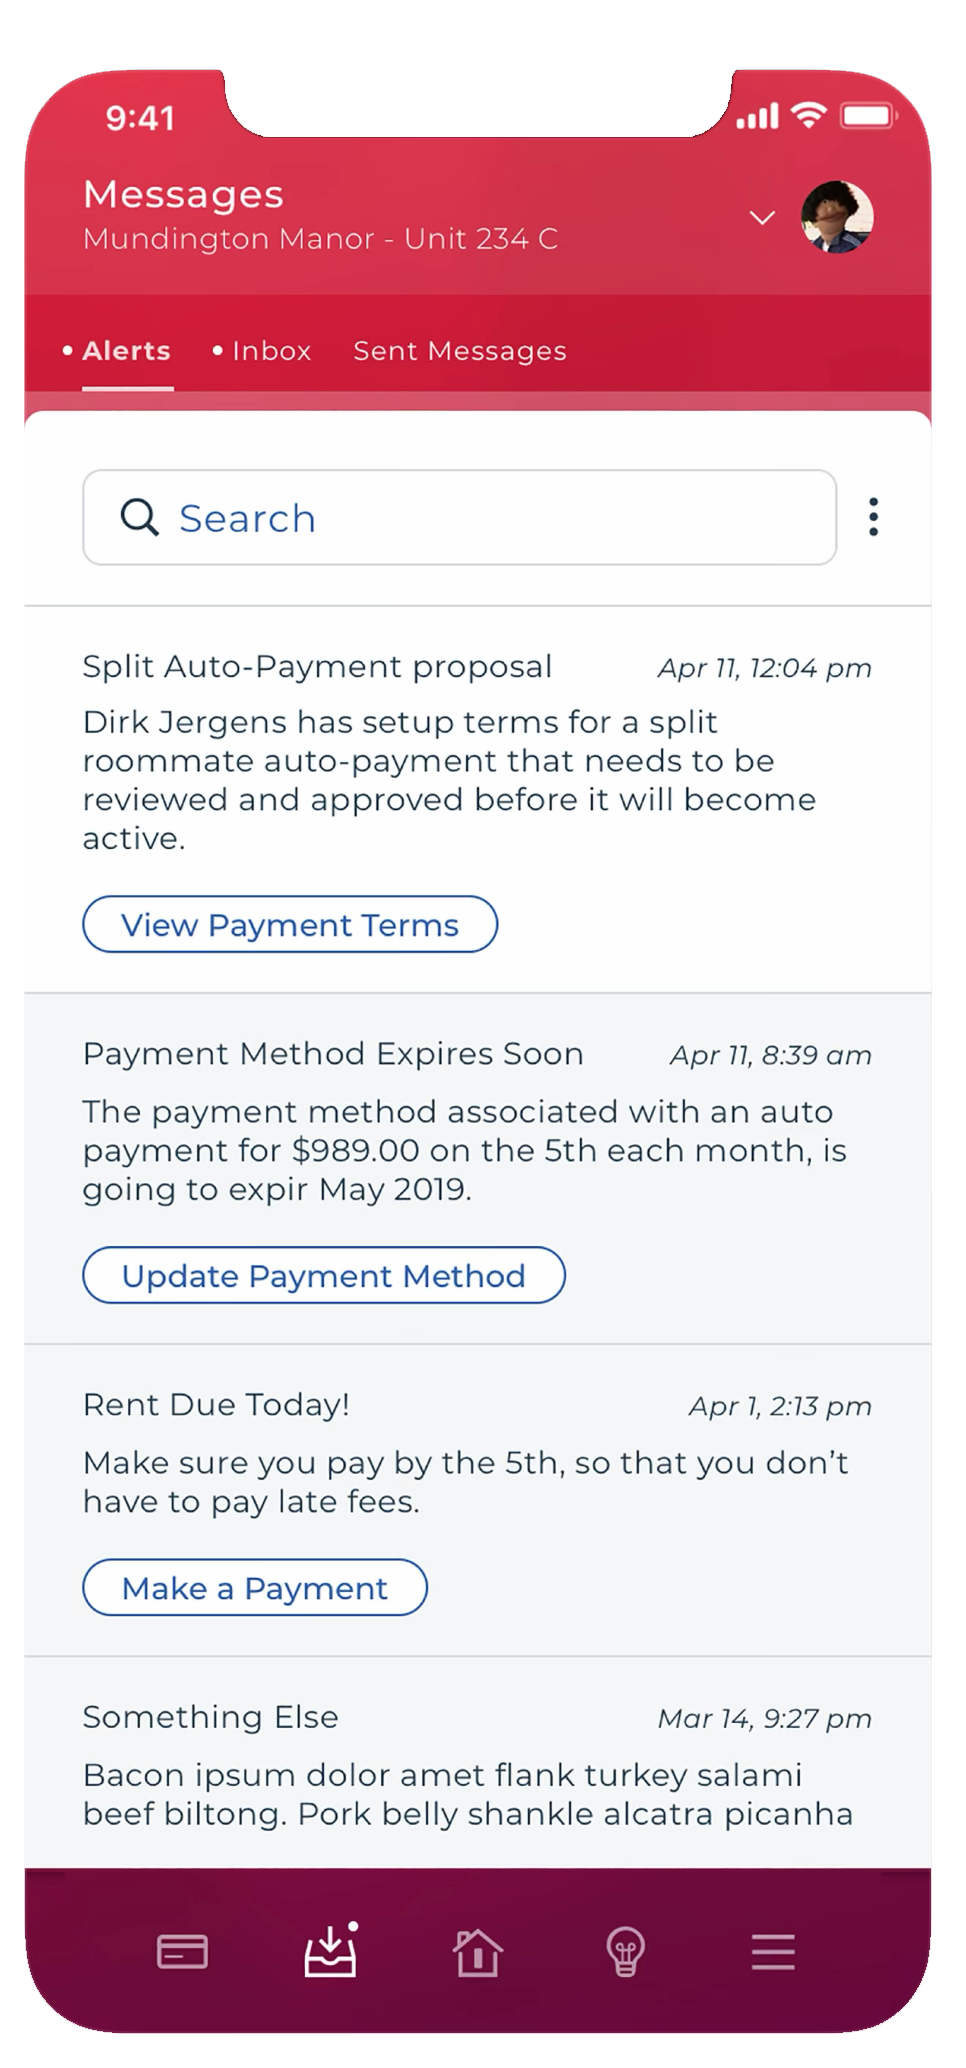 9:41
Messages
Mundington Manor - Unit 234 C
Alerts
Inbox
Sent Messages
Search
Split Auto-Payment proposal
Apr 11, 12:04 pm
Dirk Jergens has setup terms for a split
roommate auto-payment that needs to be
reviewed and approved before it will become
active.
View Payment Terms
Payment Method Expires Soon
Apr 11, 8:39 am
The payment method associated with an auto
payment for $989.00 on the 5th each month, is
going to expir May 2019.
Update Payment Method
Rent Due Today!
Apr 1, 2:13 pm
Make sure you pay by the 5th, so that you don’t
have to pay late fees.
Make a Payment
Something Else
Mar 14, 9:27 pm
Bacon ipsum dolor amet flank turkey salami
beef biltong. Pork belly shankle alcatra picanha